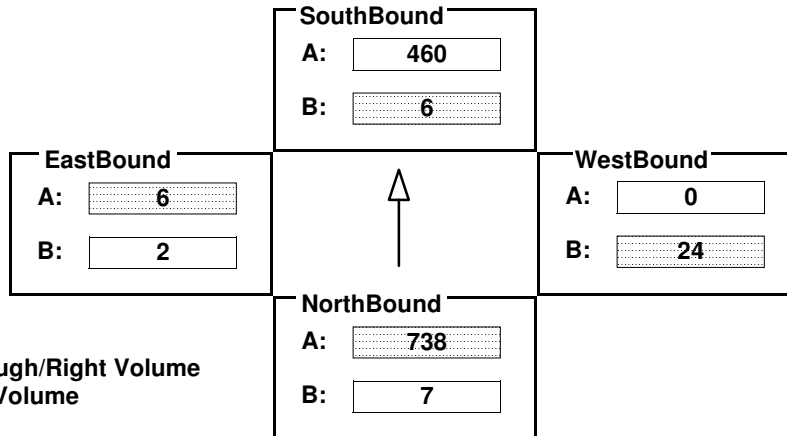 SouthBound
A: 460
B: 6
EastBound
A: 6
B: 2
WestBound
A: 0
B: 24
NorthBound
A: 738
B: 7
ugh/Right Volume
Volume